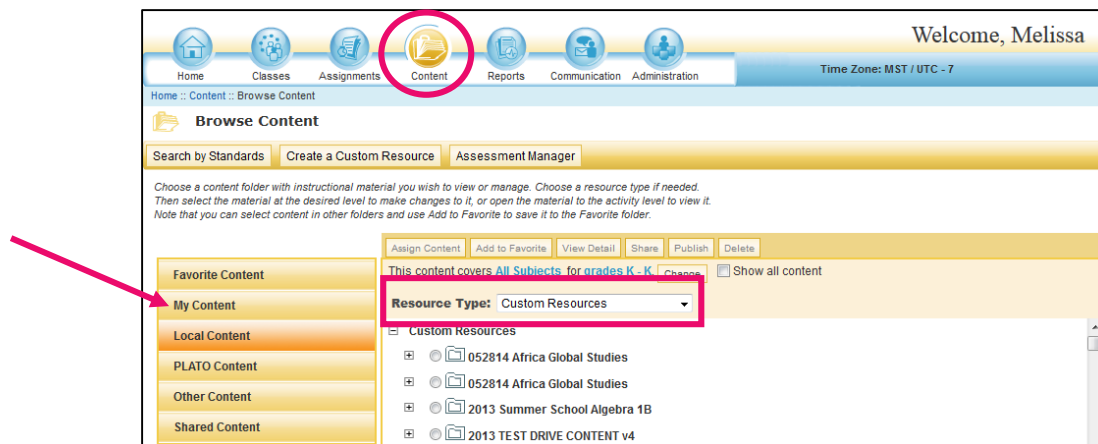 Welcome, Melissa
Home Classes Assignments Content Reports Communication Administration
Time Zone: MST / UTC - 7
Home :: Content :: Browse Content
Browse Content
Search by Standards Create a Custom Resource Assessment Manager
Choose a content folder with instructional material you wish to view or manage. Choose a resource type if needed.
Then select the material at the desired level to make changes to it, or open the material to the activity level to view it.
Note that you can select content in other folders and use Add to Favorite to save it to the Favorite folder.
Assign Content Add to Favorite View Detail Share Publish Delete
This content covers All Subjects for grades K - K Change Show all content
Resource Type: Custom Resources
Favorite Content
My Content
Local Content
PLATO Content
Other Content
Shared Content
Custom Resources
052814 Africa Global Studies
052814 Africa Global Studies
2013 Summer School Algebra 1B
2013 TEST DRIVE CONTENT v4